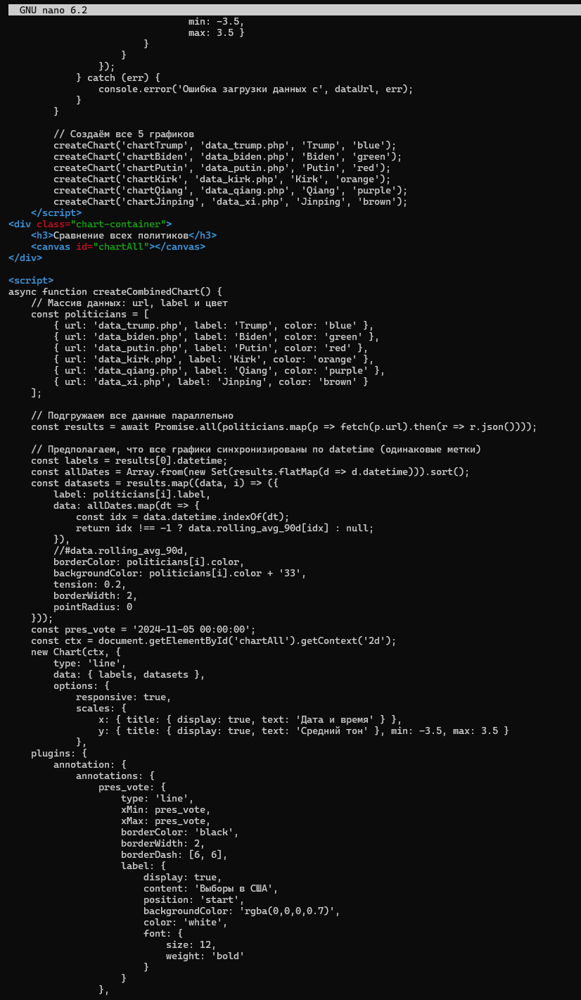 GNU nano 6.2
                                min: -3.5,
                                max: 3.5 }
                        }
                    }
                });
            } catch (err) {
                console.error('Ошибка загрузки данных с', dataUrl, err);
            }
        }

        // Создаём все 5 графиков
        createChart('chartTrump', 'data_trump.php', 'Trump', 'blue');
        createChart('chartBiden', 'data_biden.php', 'Biden', 'green');
        createChart('chartPutin', 'data_putin.php', 'Putin', 'red');
        createChart('chartKirk', 'data_kirk.php', 'Kirk', 'orange');
        createChart('chartQiang', 'data_qiang.php', 'Qiang', 'purple');
        createChart('chartJinping', 'data_xi.php', 'Jinping', 'brown');
    </script>
<div class="chart-container">
    <h3>Сравнение всех политиков</h3>
    <canvas id="chartAll"></canvas>
</div>

<script>
async function createCombinedChart() {
    // Массив данных: url, label и цвет
    const politicians = [
        { url: 'data_trump.php', label: 'Trump', color: 'blue' },
        { url: 'data_biden.php', label: 'Biden', color: 'green' },
        { url: 'data_putin.php', label: 'Putin', color: 'red' },
        { url: 'data_kirk.php', label: 'Kirk', color: 'orange' },
        { url: 'data_qiang.php', label: 'Qiang', color: 'purple' },
        { url: 'data_xi.php', label: 'Jinping', color: 'brown' }
    ];

    // Подгружаем все данные параллельно
    const results = await Promise.all(politicians.map(p => fetch(p.url).then(r => r.json())));

    // Предполагаем, что все графики синхронизированы по datetime (одинаковые метки)
    const labels = results[0].datetime;
    const allDates = Array.from(new Set(results.flatMap(d => d.datetime))).sort();
    const datasets = results.map((data, i) => ({
        label: politicians[i].label,
        data: allDates.map(dt => {
            const idx = data.datetime.indexOf(dt);
            return idx !== -1 ? data.rolling_avg_90d[idx] : null;
        }),
        //#data.rolling_avg_90d,
        borderColor: politicians[i].color,
        backgroundColor: politicians[i].color + '33',
        tension: 0.2,
        borderWidth: 2,
        pointRadius: 0
    }));
    const pres_vote = '2024-11-05 00:00:00';
    const ctx = document.getElementById('chartAll').getContext('2d');
    new Chart(ctx, {
        type: 'line',
        data: { labels, datasets },
        options: {
            responsive: true,
            scales: {
                x: { title: { display: true, text: 'Дата и время' } },
                y: { title: { display: true, text: 'Средний тон' }, min: -3.5, max: 3.5 }
            },
    plugins: {
        annotation: {
            annotations: {
                pres_vote: {
                    type: 'line',
                    xMin: pres_vote,
                    xMax: pres_vote,
                    borderColor: 'black',
                    borderWidth: 2,
                    borderDash: [6, 6],
                    label: {
                        display: true,
                        content: 'Выборы в США',
                        position: 'start',
                        backgroundColor: 'rgba(0,0,0,0.7)',
                        color: 'white',
                        font: {
                            size: 12,
                            weight: 'bold'
                        }
                    }
                },